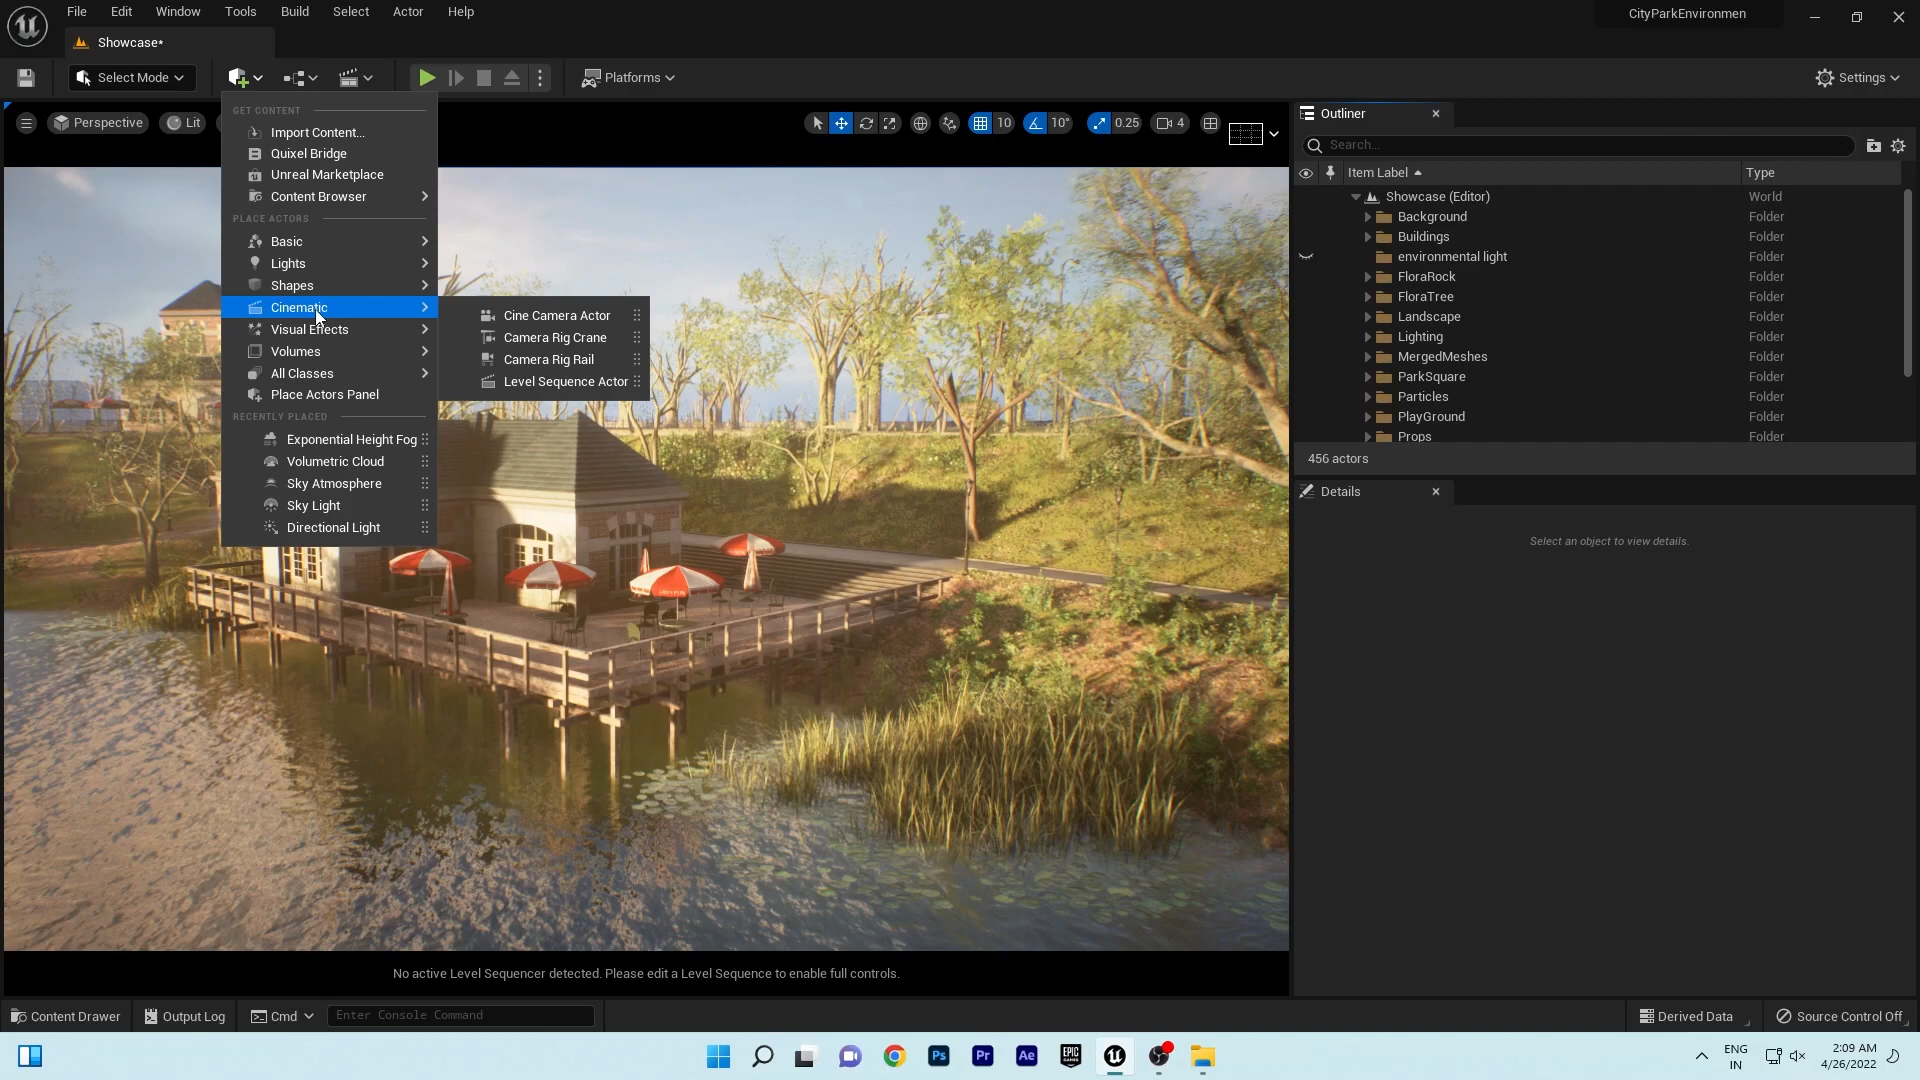 File Edit Window Tools Build Select Actor Help
CityParkEnvironmen
Showcase*
Select Mode
Platforms
Settings
Perspective
Lit
10
10°
0.25
4
GET CONTENT
Import Content...
Quixel Bridge
Unreal Marketplace
Content Browser
PLACE ACTORS
Basic
Lights
Shapes
Cinematic
Visual Effects
Volumes
All Classes
Place Actors Panel
RECENTLY PLACED
Exponential Height Fog
Volumetric Cloud
Sky Atmosphere
Sky Light
Directional Light
Cine Camera Actor
Camera Rig Crane
Camera Rig Rail
Level Sequence Actor
Outliner
Search...
Item Label Type
Showcase (Editor) World
Background Folder
Buildings Folder
environmental light Folder
FloraRock Folder
FloraTree Folder
Landscape Folder
Lighting Folder
MergedMeshes Folder
ParkSquare Folder
Particles Folder
PlayGround Folder
Props Folder
456 actors
Details
Select an object to view details.
No active Level Sequencer detected. Please edit a Level Sequence to enable full controls.
Content Drawer
Output Log
Cmd
Enter Console Command
Derived Data
Source Control Off
Ps
Pr
Ae
EPIC
GAMES
ENG
IN
2:09 AM
4/26/2022